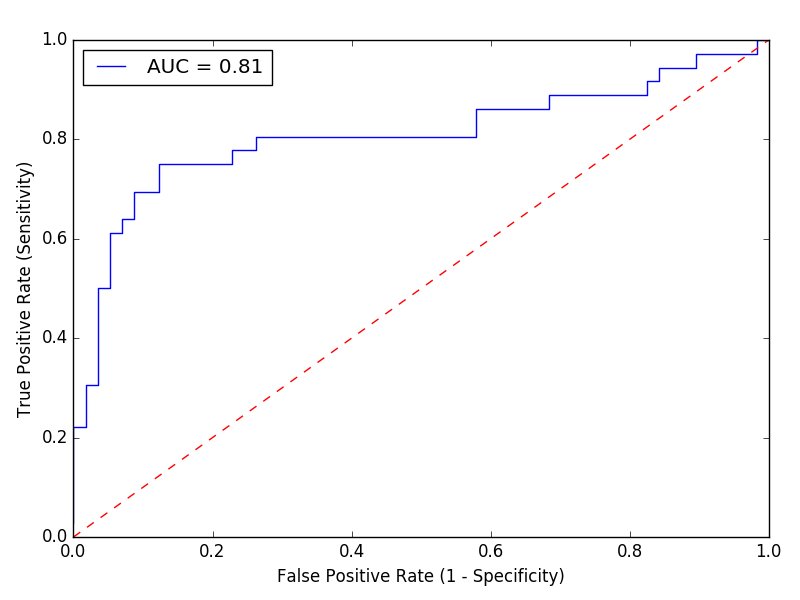 AUC = 0.81
1.0
0.8
0.6
0.4
0.2
0.0
True Positive Rate (Sensitivity)
0.0 0.2 0.4 0.6 0.8 1.0
False Positive Rate (1 - Specificity)